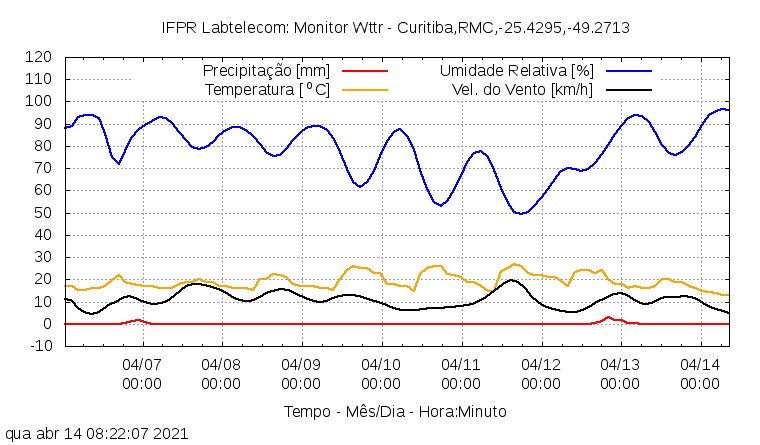 IFPR Labtelecom: Monitor Wttr - Curitiba,RMC,-25.4295,-49.2713
120
110
100
90
80
70
60
50
40
30
20
10
0
-10
Precipitação [mm]
Temperatura [⁰C]
Umidade Relativa [%]
Vel. do Vento [km/h]
04/07 04/08 04/09 04/10 04/11 04/12 04/13 04/14
00:00 00:00 00:00 00:00 00:00 00:00 00:00 00:00
Tempo - Mês/Dia - Hora:Minuto
qua abr 14 08:22:07 2021